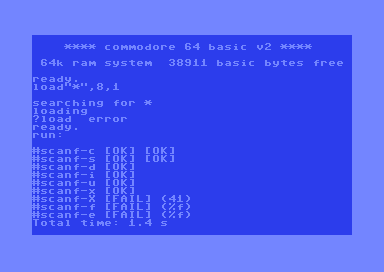 **** commodore 64 basic v2 ****
64k ram system  38911 basic bytes free
ready.
load"*",8,1
searching for *
loading
?load  error
ready.
run:
#scanf-c [OK] [OK]
#scanf-s [OK] [OK]
#scanf-d [OK]
#scanf-i [OK]
#scanf-u [OK]
#scanf-x [OK]
#scanf-X [FAIL] (41)
#scanf-f [FAIL] (%f)
#scanf-e [FAIL] (%f)
Total time: 1.4 s